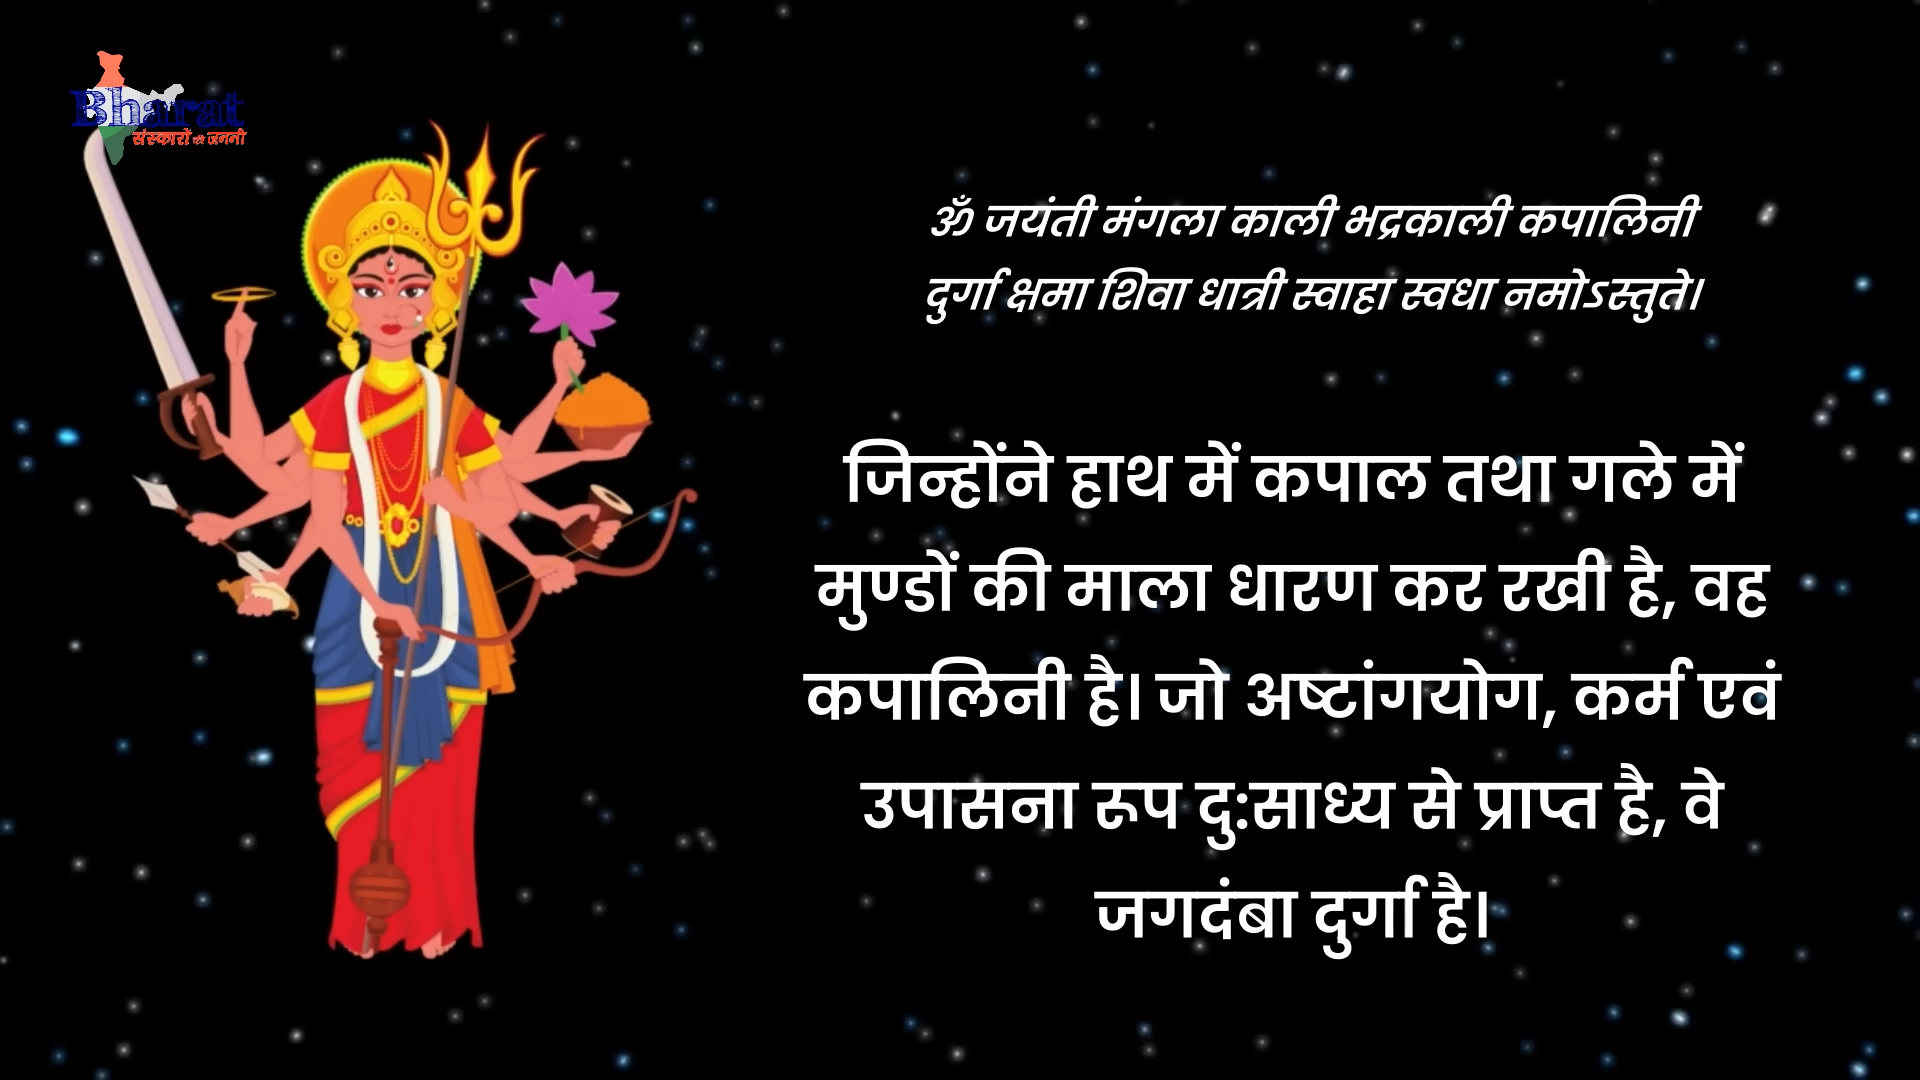 Bharat
संस्कारों की जननी
ॐ जयंती मंगला काली भद्रकाली कपालिनी
दुर्गा क्षमा शिवा धात्री स्वाहा स्वधा नमोऽस्तुते।
जिन्होंने हाथ में कपाल तथा गले में
मुण्डों की माला धारण कर रखी है, वह
कपालिनी है। जो अष्टांगयोग, कर्म एवं
उपासना रूप दु:साध्य से प्राप्त है, वे
जगदंबा दुर्गा है।